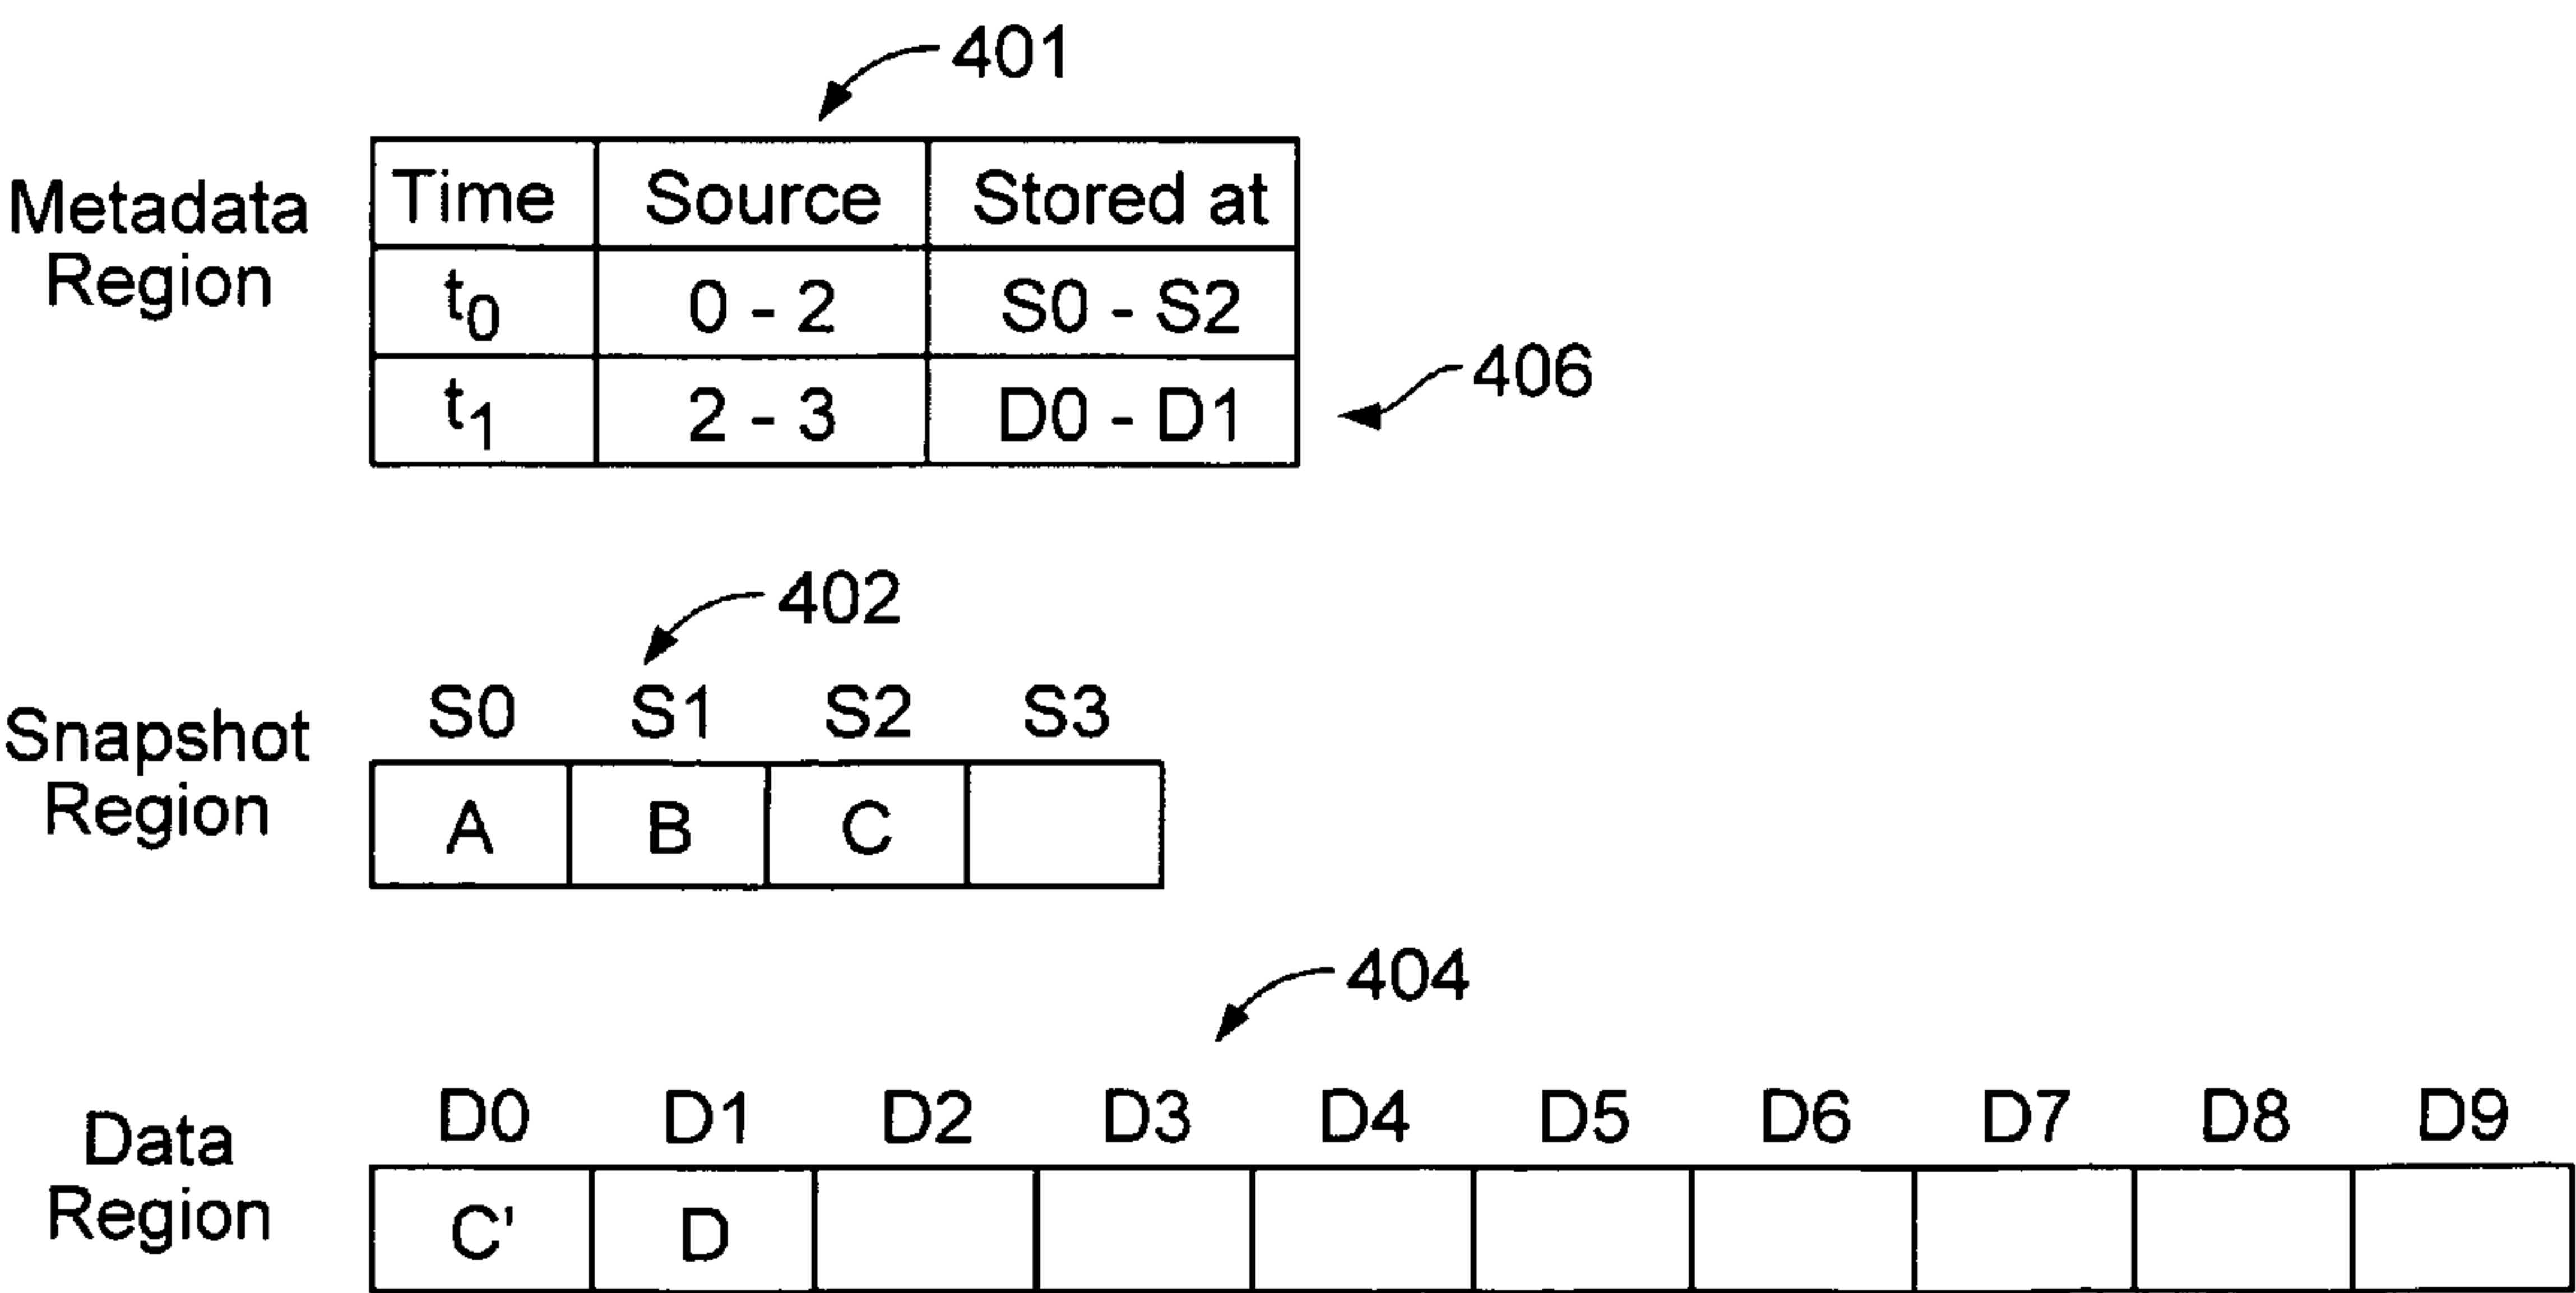 401
Metadata
Region
Time Source Stored at
t0 0 - 2 S0 - S2
t1 2 - 3 D0 - D1
406
402
Snapshot
Region
S0 S1 S2 S3
A B C
404
Data
Region
D0 D1 D2 D3 D4 D5 D6 D7 D8 D9
C' D